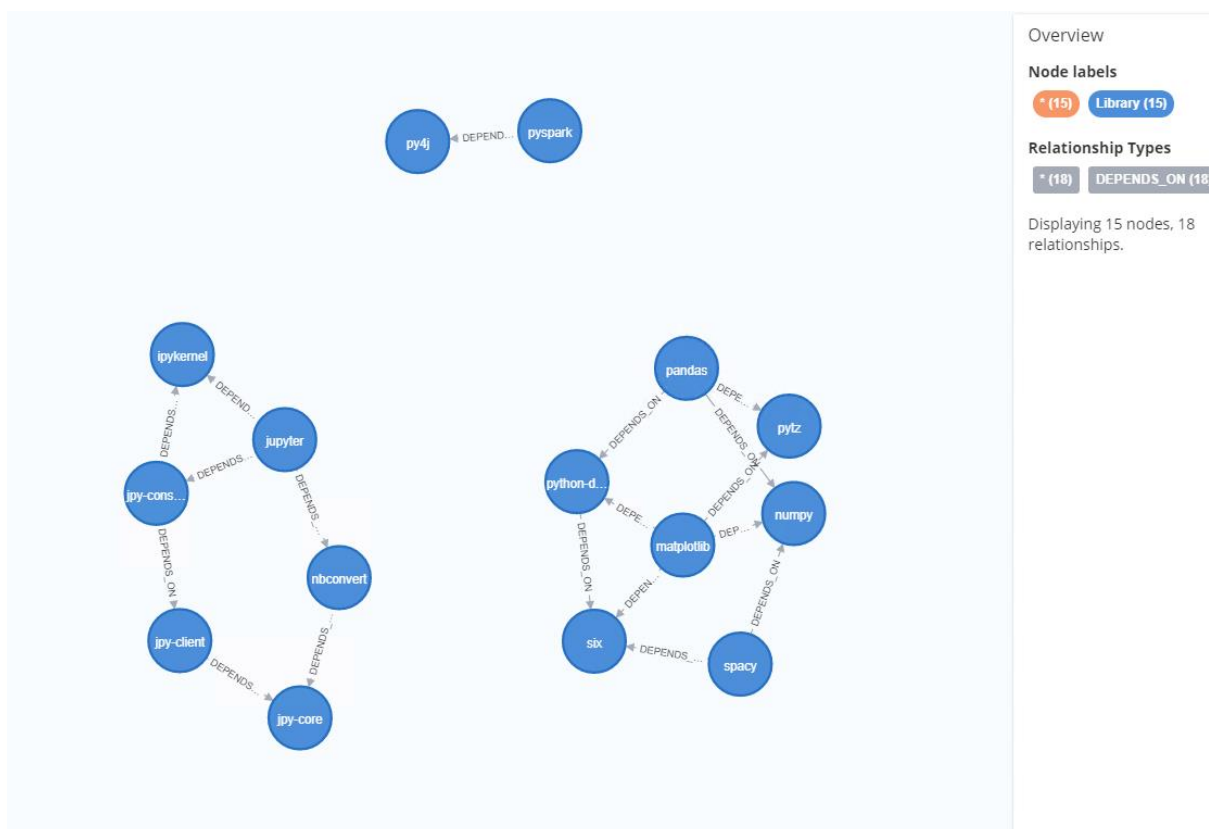 Overview
Node labels
* (15) Library (15)
Relationship Types
* (18) DEPENDS_ON (18
Displaying 15 nodes, 18
relationships.
py4j
DEPEND...
pyspark
ipykernel
DEPEND...
DEPENDS...
jupyter
DEPENDS...
jpy-cons...
DEPENDS_...
DEPENDS_ON
nbconvert
jpy-client
DEPENDS_...
DEPENDS...
jpy-core
pandas
DEPE...
DEPENDS_ON
DEPENDS_ON
pytz
python-d...
DEPENDS_ON
DEPE...
numpy
DEP...
matplotlib
DEPENDS_ON
DEPEN...
DEPENDS_ON
six
DEPENDS_...
spacy